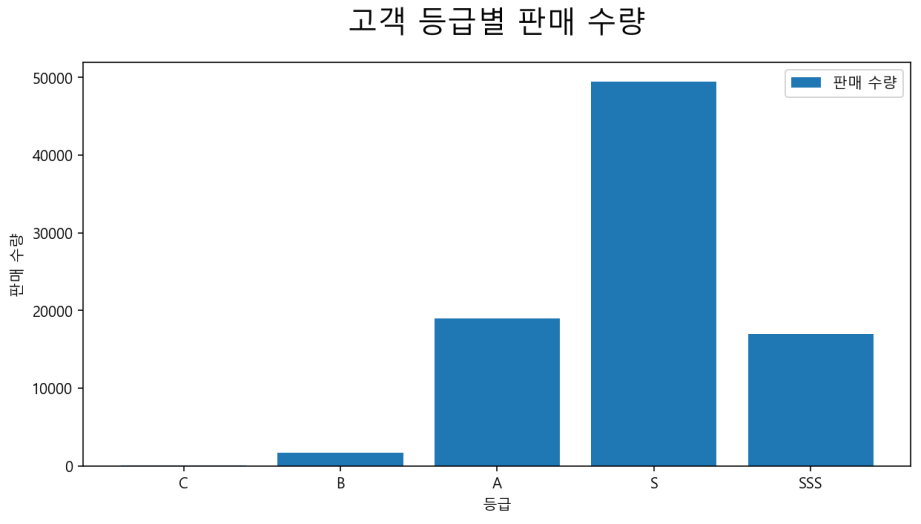 고객 등급별 판매 수량
판매 수량
50000
40000
30000
20000
10000
0
판매 수량
C
B
A
S
SSS
등급